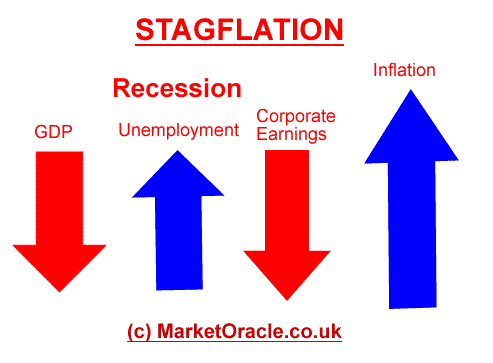 STAGFLATION
Recession
GDP
Unemployment
Corporate
Earnings
Inflation
(c) MarketOracle.co.uk